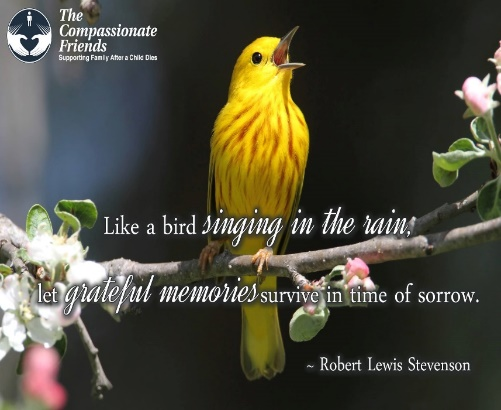 The
Compassionate
Friends
Supporting Family After a Child Dies
Like a bird singing in the rain,
let grateful memories survive in time of sorrow.
~ Robert Lewis Stevenson